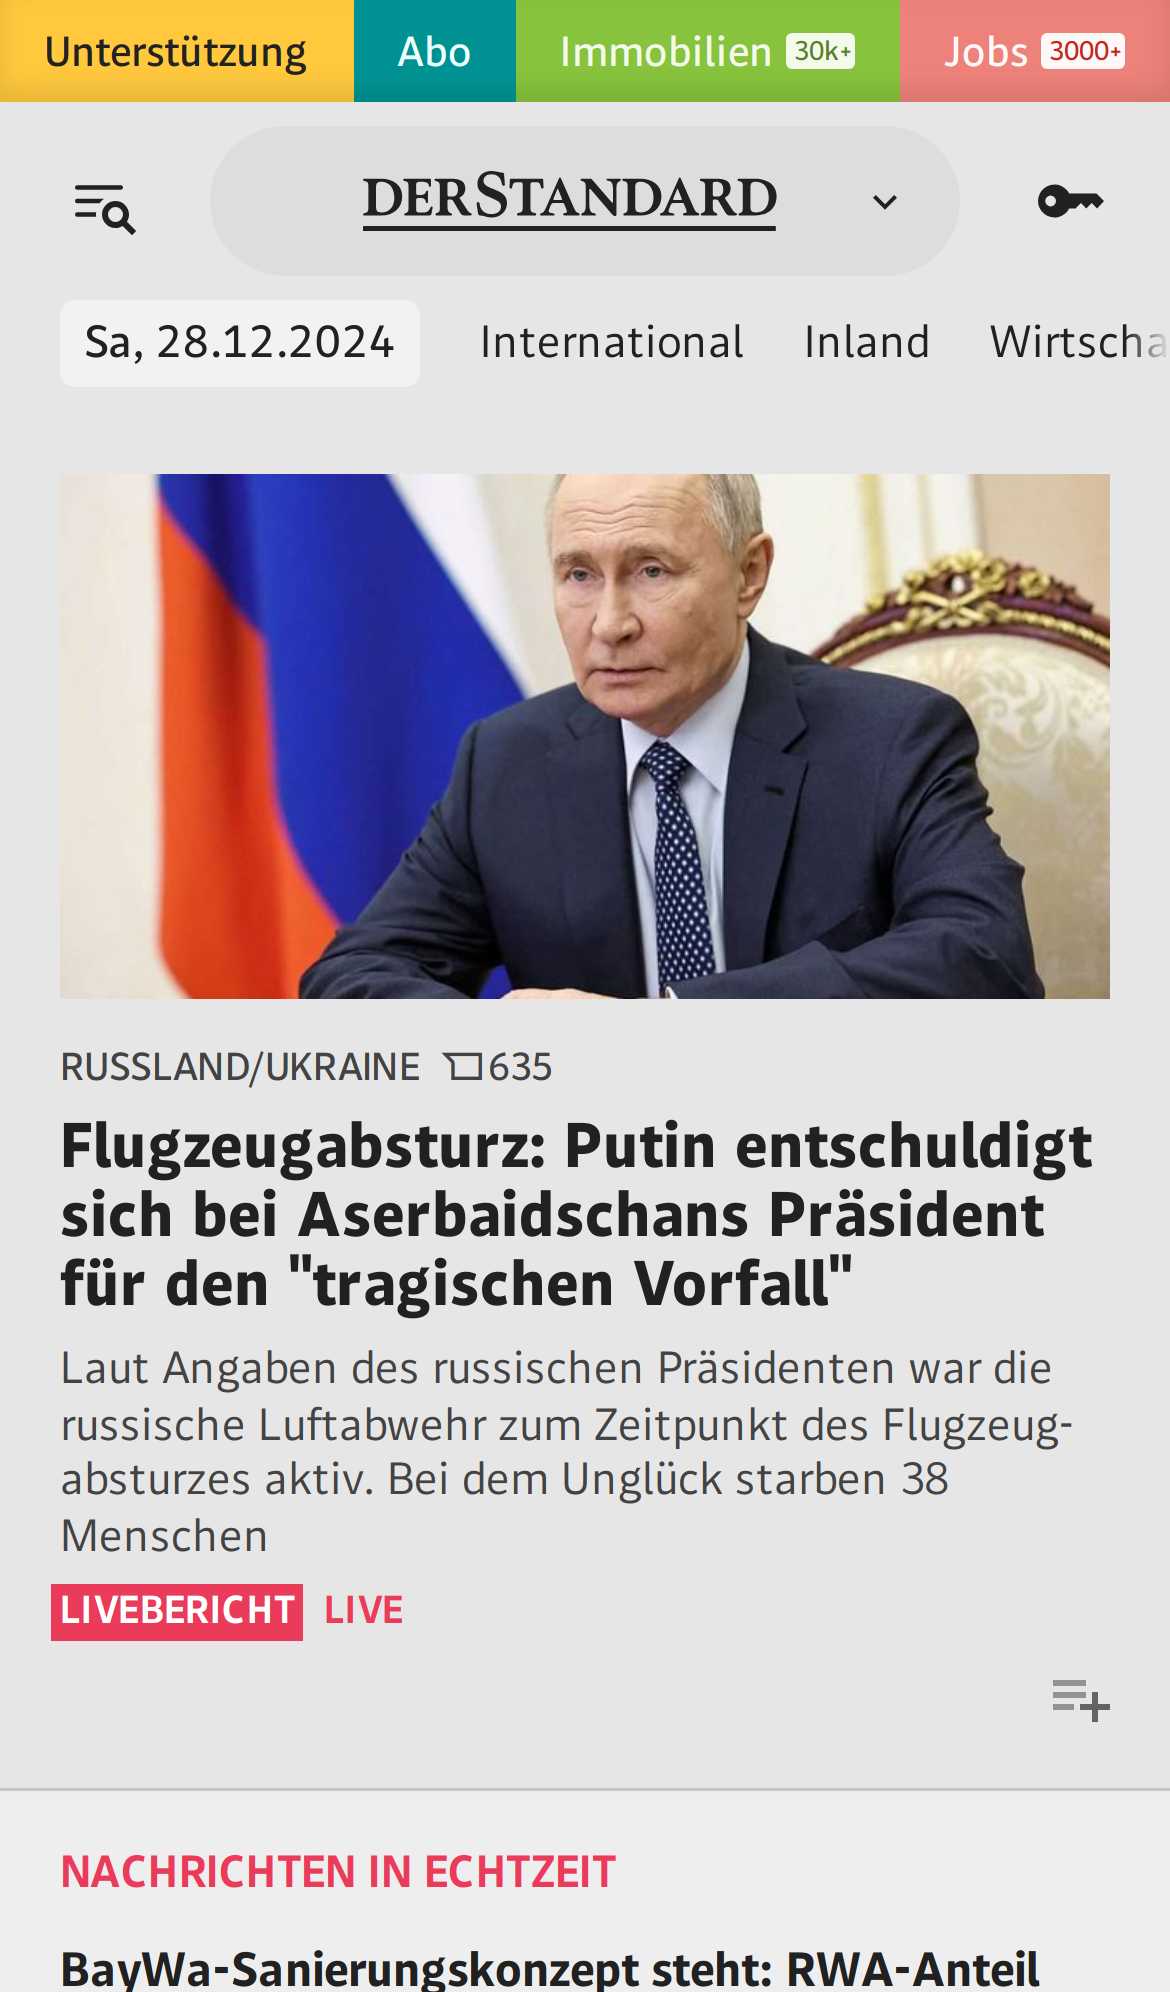 Unterstützung Abo Immobilien 30k+ Jobs 3000+
DERSTANDARD
Sa, 28.12.2024 International Inland Wirtscha
RUSSLAND/UKRAINE 635
Flugzeugabsturz: Putin entschuldigt
sich bei Aserbaidschans Präsident
für den "tragischen Vorfall"
Laut Angaben des russischen Präsidenten war die
russische Luftabwehr zum Zeitpunkt des Flugzeug-
absturzes aktiv. Bei dem Unglück starben 38
Menschen
LIVEBERICHT LIVE
NACHRICHTEN IN ECHTZEIT
BayWa-Sanierungskonzept steht: RWA-Anteil